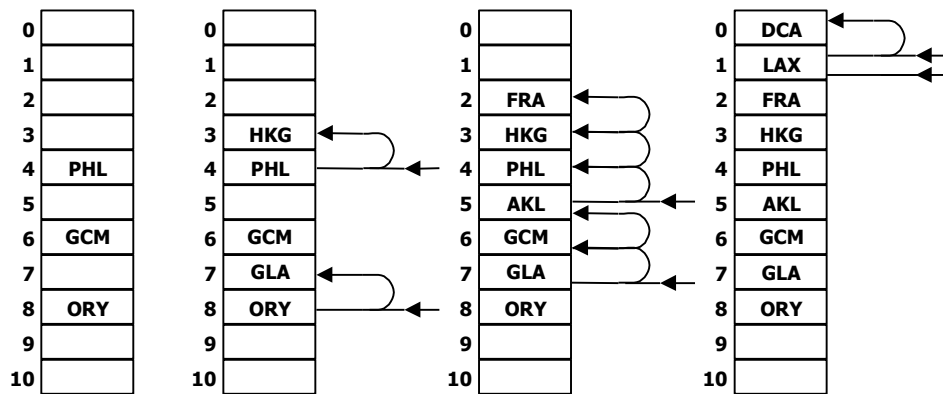 0 0 0 0 DCA
1 1 1 1 LAX
2 2 2 FRA 2 FRA
3 3 HKG 3 HKG 3 HKG
4 PHL 4 PHL 4 PHL 4 PHL
5 5 5 AKL 5 AKL
6 GCM 6 GCM 6 GCM 6 GCM
7 7 GLA 7 GLA 7 GLA
8 ORY 8 ORY 8 ORY 8 ORY
9 9 9 9
10 10 10 10